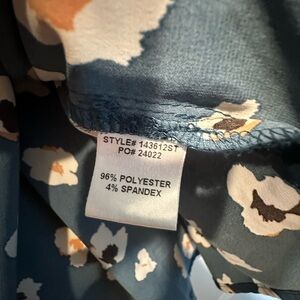 STYLE# 143612ST
PO# 24022
96% POLYESTER
4% SPANDEX